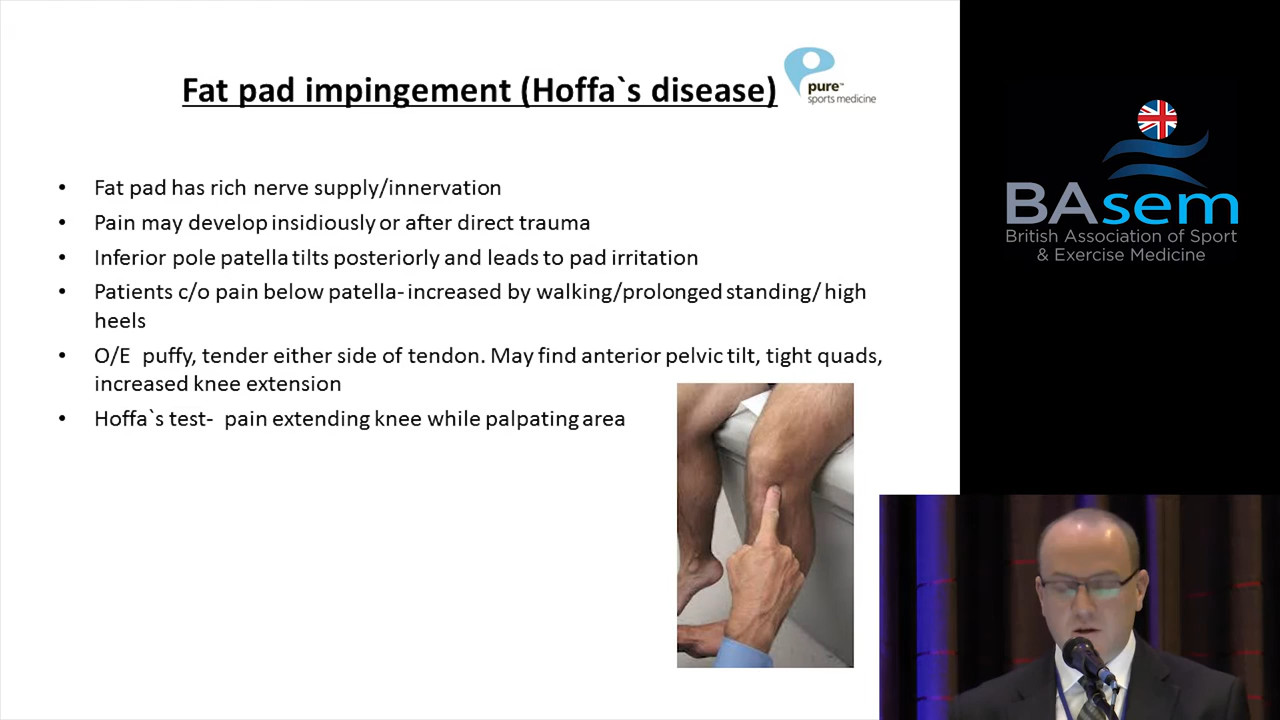 Fat pad impingement (Hoffa`s disease)
pure™
sports medicine
• Fat pad has rich nerve supply/innervation
• Pain may develop insidiously or after direct trauma
• Inferior pole patella tilts posteriorly and leads to pad irritation
• Patients c/o pain below patella- increased by walking/prolonged standing/ high
heels
• O/E puffy, tender either side of tendon. May find anterior pelvic tilt, tight quads,
increased knee extension
• Hoffa`s test- pain extending knee while palpating area
BAsem
British Association of Sport
& Exercise Medicine